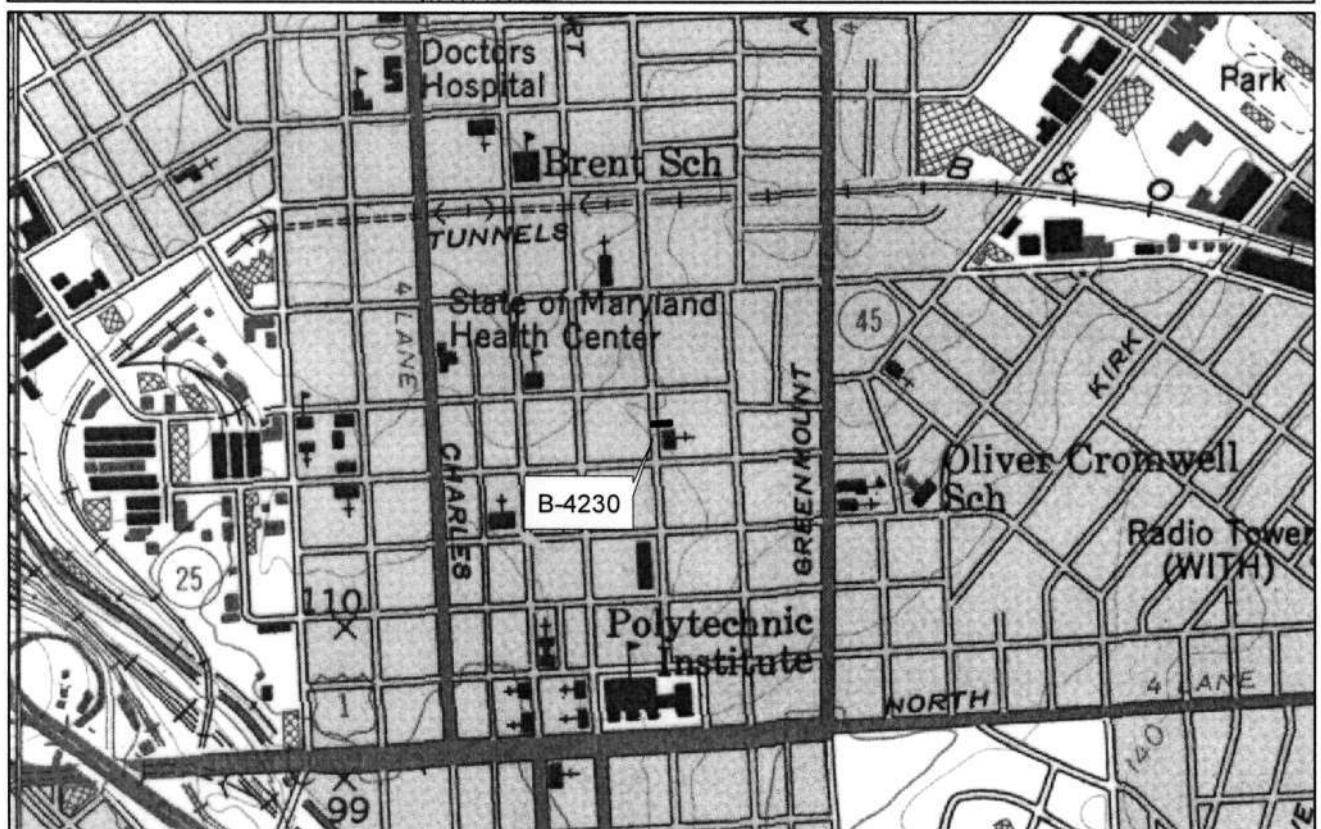 Doctors
Hospital
Park
Brent Sch
B & O
TUNNELS
4 LANE
State of Maryland
Health Center
45
KIRK
GREENMOUNT
CHARLES
B-4230
Oliver Cromwell
Sch
Radio Tower
(WITH)
25
110
Polytechnic
Institute
1
NORTH
4 LANE
140
99